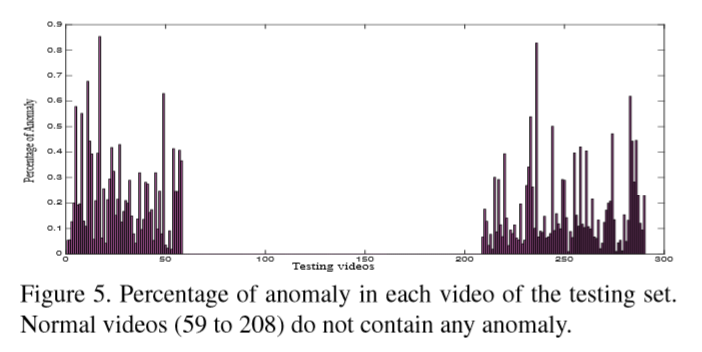 0.9
0.8
0.7
0.6
0.5
0.4
0.3
0.2
0.1
0
Percentage of Anomaly
0 50 100 150 200 250 300
Testing videos
Figure 5. Percentage of anomaly in each video of the testing set.
Normal videos (59 to 208) do not contain any anomaly.